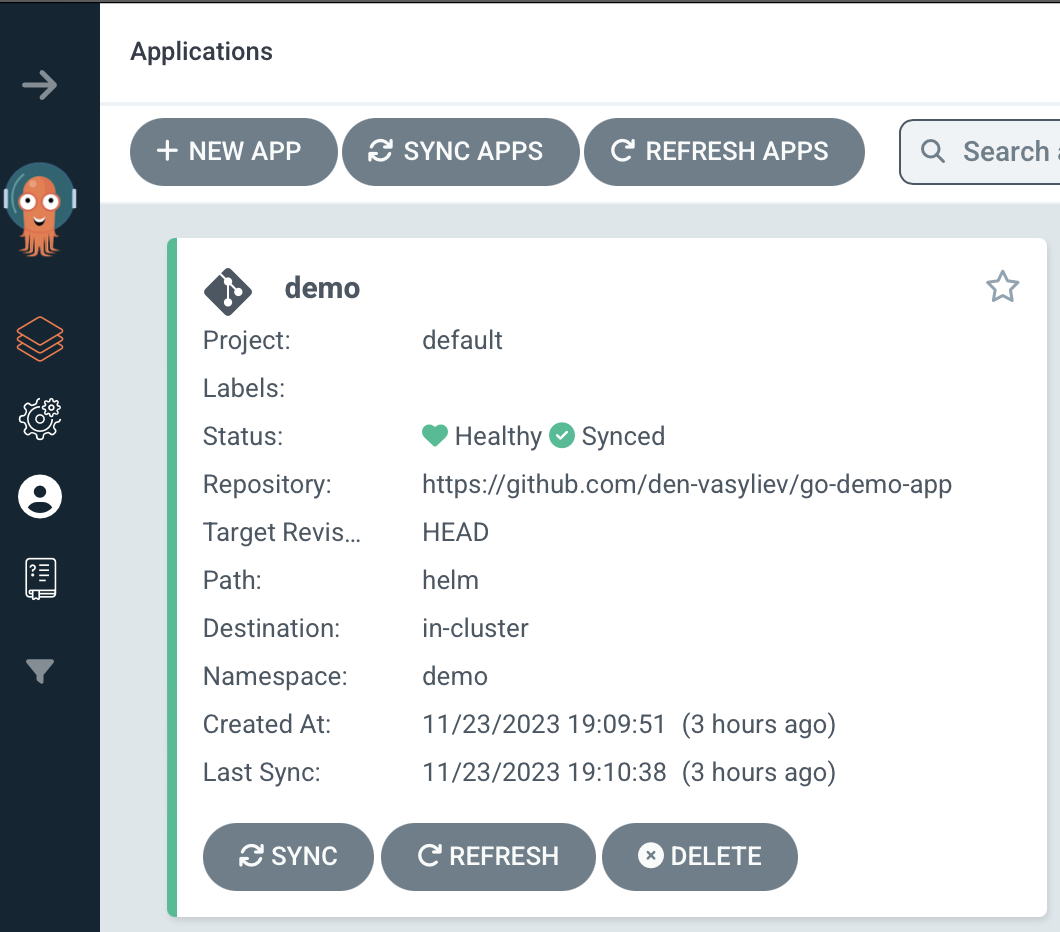 Applications
NEW APP SYNC APPS REFRESH APPS Search
demo
Project: default
Labels:
Status: Healthy Synced
Repository: https://github.com/den-vasyliev/go-demo-app
Target Revis… HEAD
Path: helm
Destination: in-cluster
Namespace: demo
Created At: 11/23/2023 19:09:51 (3 hours ago)
Last Sync: 11/23/2023 19:10:38 (3 hours ago)
SYNC REFRESH DELETE